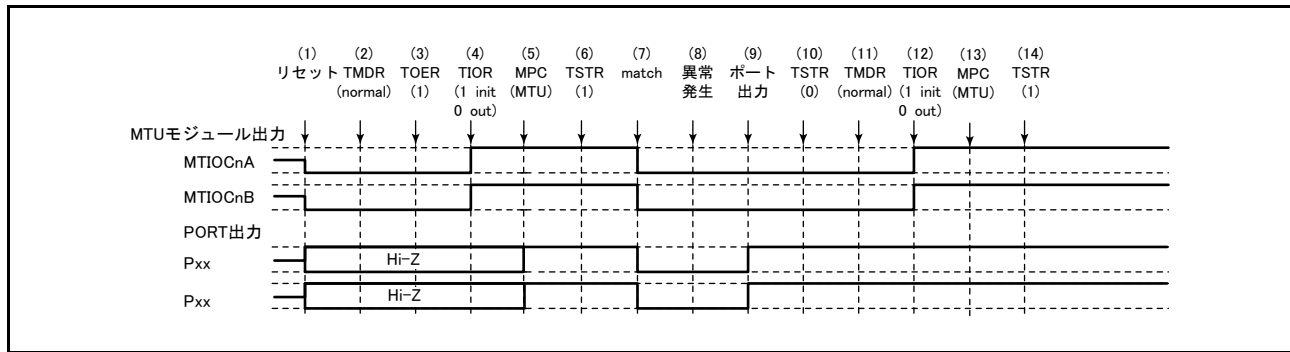 (1) (2) (3) (4) (5) (6) (7) (8) (9) (10) (11) (12) (13) (14)
リセット TMDR TOER TIOR MPC TSTR match 異常 ポート TSTR TMDR TIOR MPC TSTR
(normal) (1) (1 init (MTU) (1) 発生 出力 (0) (normal) (1 init (MTU) (1)
0 out) 0 out)
MTUモジュール出力
MTIOCnA
MTIOCnB
PORT出力
Pxx Hi-Z
Pxx Hi-Z